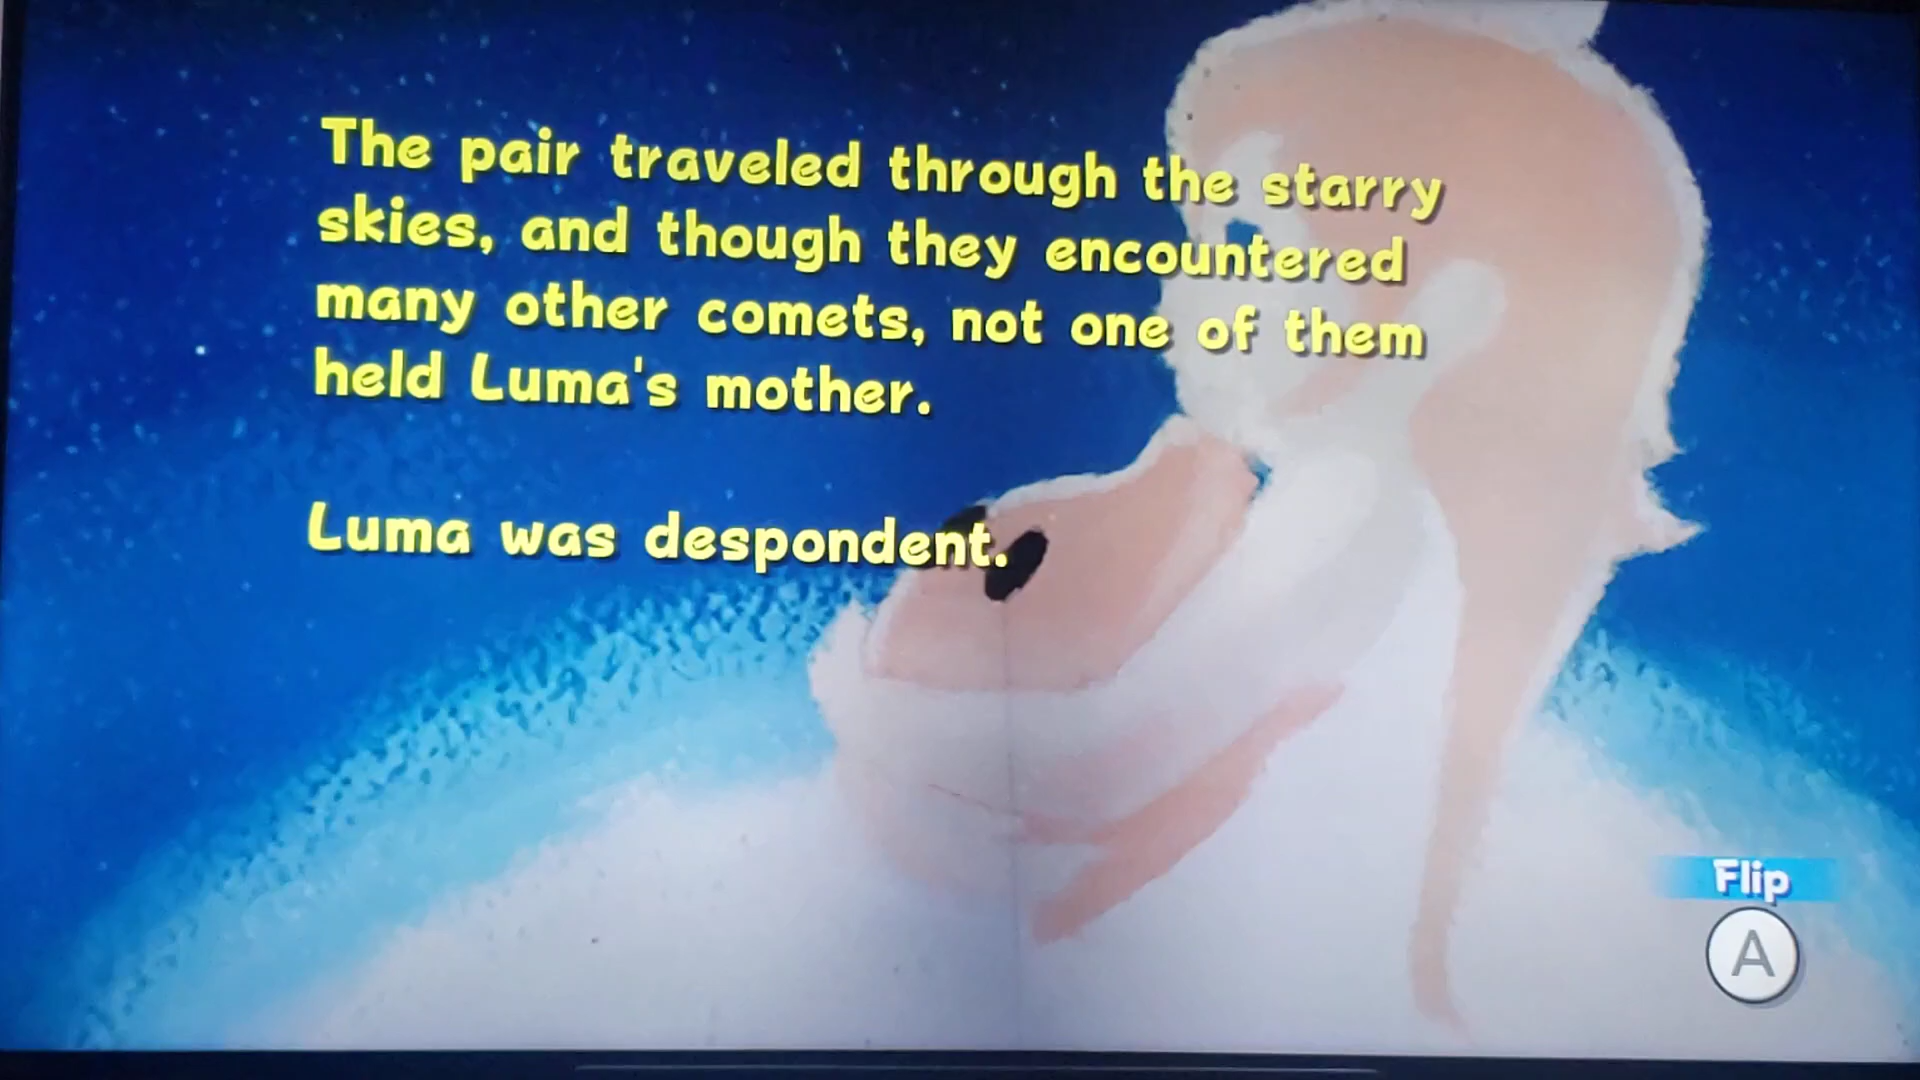 The pair traveled through the starry
skies, and though they encountered
many other comets, not one of them
held Luma's mother.
Luma was despondent.
Flip
A